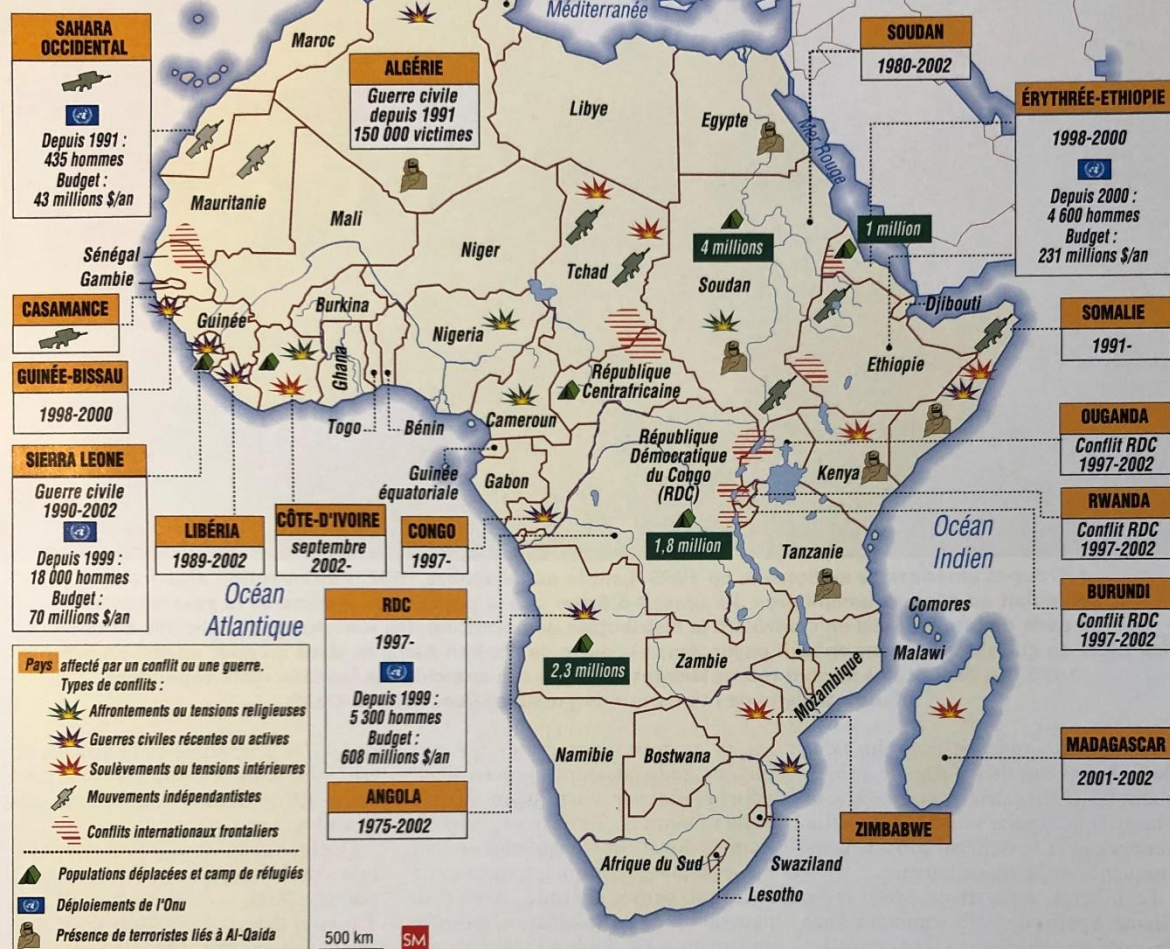 Méditerranée
SAHARA
OCCIDENTAL
Depuis 1991 :
435 hommes
Budget :
43 millions $/an
Maroc
ALGÉRIE
Guerre civile
depuis 1991
150 000 victimes
Libye
Egypte
Mer Rouge
SOUDAN
1980-2002
ÉRYTHRÉE-ETHIOPIE
1998-2000
Depuis 2000 :
4 600 hommes
Budget :
231 millions $/an
Mauritanie
Mali
Niger
Tchad
4 millions
1 million
Soudan
Sénégal
Gambie
Djibouti
CASAMANCE
Guinée
Burkina
Nigeria
Ghana
Ethiopie
SOMALIE
1991-
GUINÉE-BISSAU
1998-2000
République
Centrafricaine
Togo
Bénin
Cameroun
Guinée
équatoriale
Gabon
République
Démocratique
du Congo
(RDC)
1,8 million
Kenya
OUGANDA
Conflit RDC
1997-2002
SIERRA LEONE
Guerre civile
1990-2002
Depuis 1999 :
18 000 hommes
Budget :
70 millions $/an
LIBÉRIA
1989-2002
CÔTE-D'IVOIRE
septembre
2002-
CONGO
1997-
RWANDA
Conflit RDC
1997-2002
Océan
Indien
Tanzanie
BURUNDI
Conflit RDC
1997-2002
Océan
Atlantique
RDC
1997-
Depuis 1999 :
5 300 hommes
Budget :
608 millions $/an
2,3 millions
Comores
Malawi
Zambie
Mozambique
Namibie
Bostwana
ANGOLA
1975-2002
MADAGASCAR
2001-2002
ZIMBABWE
Afrique du Sud
Swaziland
Lesotho
Pays affecté par un conflit ou une guerre.
Types de conflits :
Affrontements ou tensions religieuses
Guerres civiles récentes ou actives
Soulèvements ou tensions intérieures
Mouvements indépendantistes
Conflits internationaux frontaliers
Populations déplacées et camp de réfugiés
Déploiements de l'Onu
Présence de terroristes liés à Al-Qaida
500 km
SM